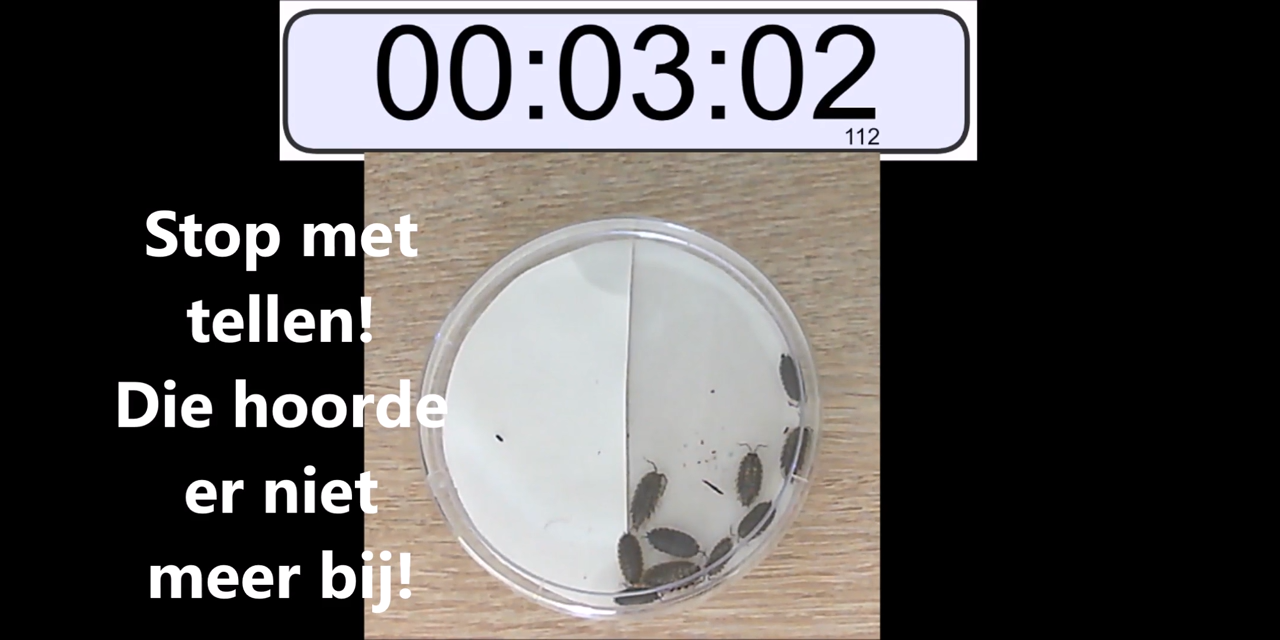 00:03:02
112
Stop met
tellen!
Die hoorde
er niet
meer bij!